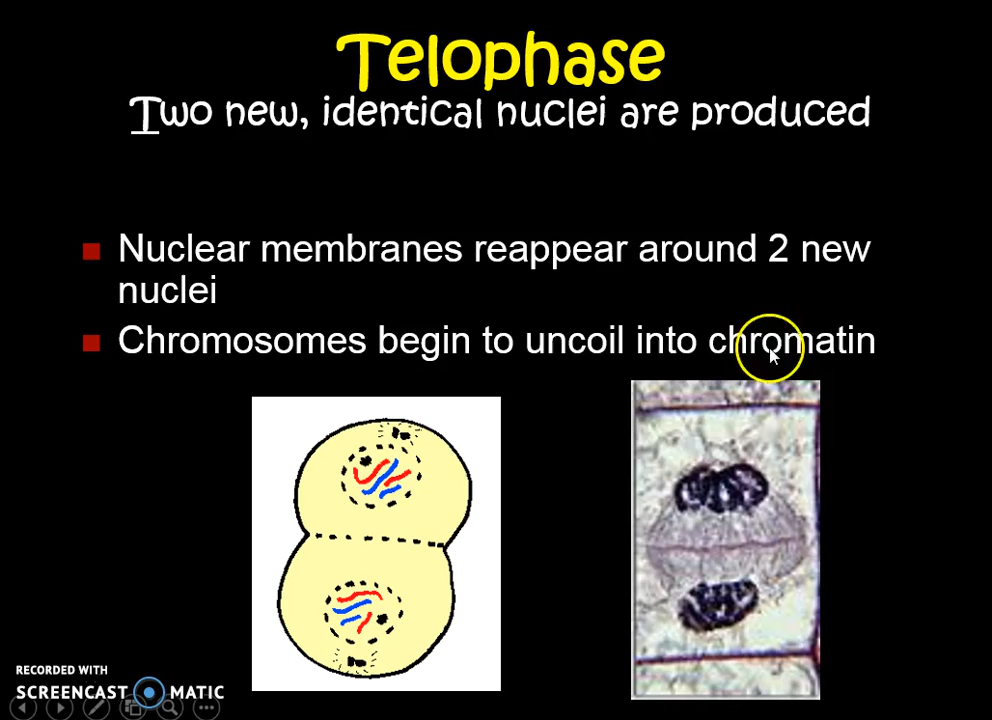 Telophase
Two new, identical nuclei are produced
Nuclear membranes reappear around 2 new
nuclei
Chromosomes begin to uncoil into chromatin
RECORDED WITH
SCREENCAST MATIC